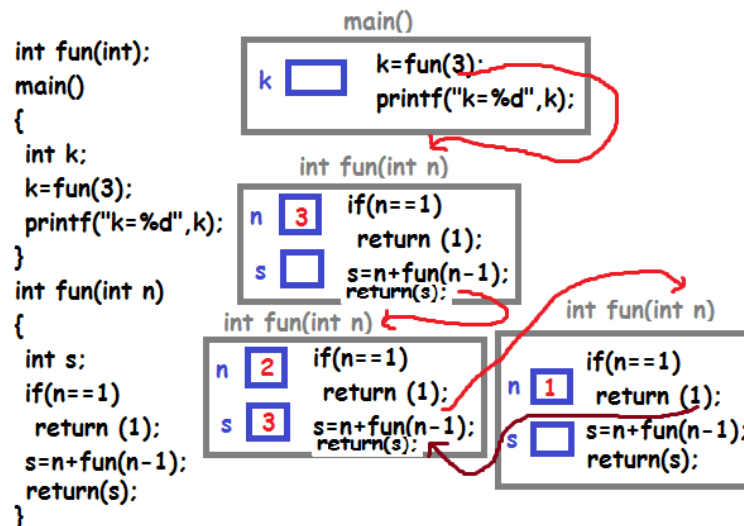 int fun(int);
main()
{
int k;
k=fun(3);
printf("k=%d",k);
}
int fun(int n)
{
int s;
if(n==1)
return (1);
s=n+fun(n-1);
return(s);
}
main()
k
k=fun(3);
printf("k=%d",k);
int fun(int n)
n 3
s
if(n==1)
return (1);
s=n+fun(n-1);
return(s);
int fun(int n)
n 2
s 3
if(n==1)
return (1);
s=n+fun(n-1);
return(s);
int fun(int n)
n 1
s
if(n==1)
return (1);
s=n+fun(n-1);
return(s);